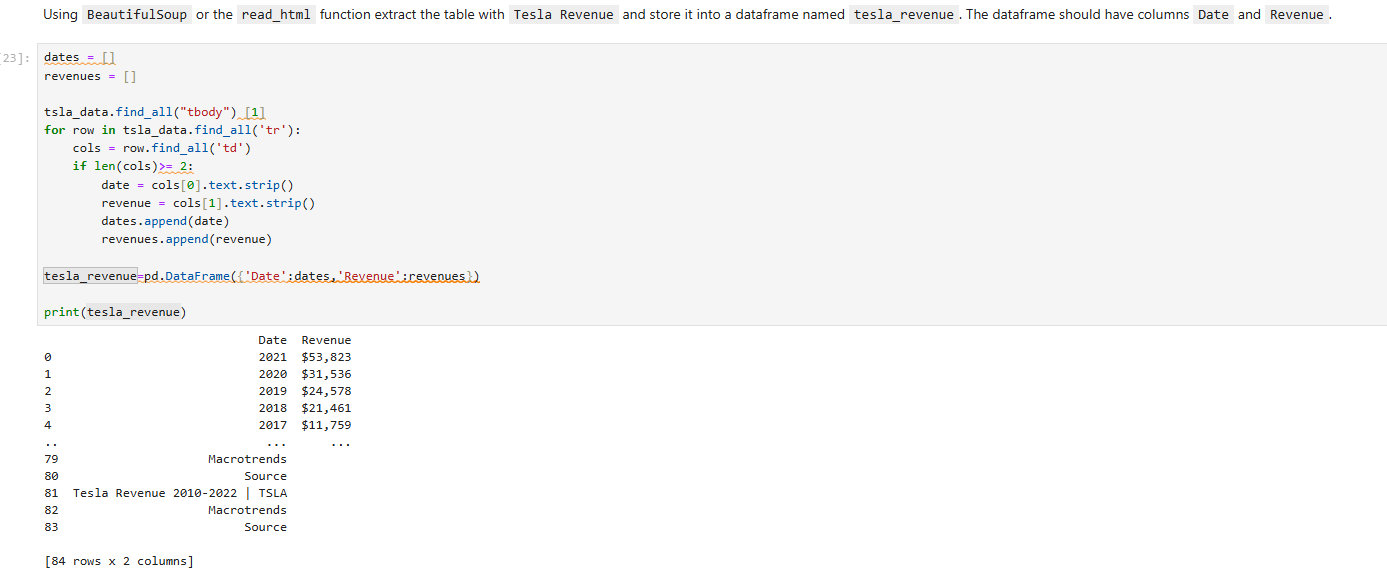 Using BeautifulSoup or the read_html function extract the table with Tesla Revenue and store it into a dataframe named tesla_revenue. The dataframe should have columns Date and Revenue.
23]:
dates = []
revenues = []
tsla_data.find_all("tbody") [1]
for row in tsla_data.find_all('tr'):
    cols = row.find_all('td')
    if len(cols)>= 2:
        date = cols[0].text.strip()
        revenue = cols[1].text.strip()
        dates.append(date)
        revenues.append(revenue)
tesla_revenue=pd.DataFrame({'Date':dates,'Revenue':revenues})
print(tesla_revenue)
                              Date  Revenue
0                             2021  $53,823
1                             2020  $31,536
2                             2019  $24,578
3                             2018  $21,461
4                             2017  $11,759
..                             ...      ...
79                     Macrotrends
80                          Source
81  Tesla Revenue 2010-2022 | TSLA
82                     Macrotrends
83                          Source
[84 rows x 2 columns]